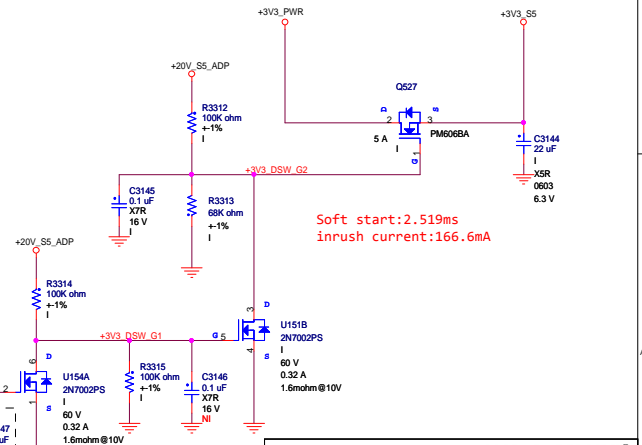 +3V3_PWR
+3V3_S5
+20V_S5_ADP
Q527
D
S
2
3
5 A
I
PM606BA
G
1
R3312
100K ohm
+-1%
I
C3144
22 uF
I
X5R
0603
6.3 V
+3V3_DSW_G2
C3145
0.1 uF
X7R
16 V
I
R3313
68K ohm
+-1%
I
Soft start:2.519ms
inrush current:166.6mA
+20V_S5_ADP
R3314
100K ohm
+-1%
I
+3V3_DSW_G1
G
5
3
D
U151B
2N7002PS
I
4
S
60 V
0.32 A
1.6mohm@10V
6
D
U154A
2N7002PS
I
2
1
S
60 V
0.32 A
1.6mohm@10V
R3315
100K ohm
+-1%
I
C3146
0.1 uF
X7R
16 V
NI
47
uF